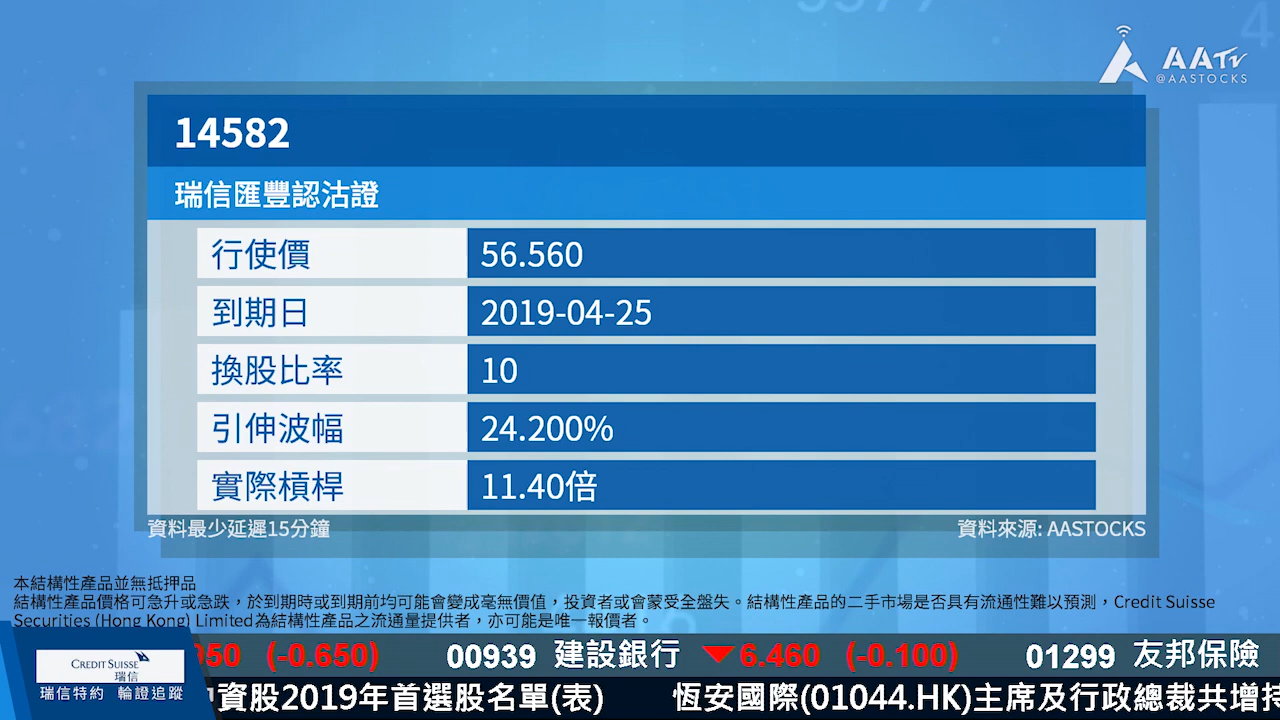 AATV
@AASTOCKS
14582
瑞信匯豐認沽證
行使價 56.560
到期日 2019-04-25
換股比率 10
引伸波幅 24.200%
實際槓桿 11.40倍
資料最少延遲15分鐘 資料來源: AASTOCKS
本結構性產品並無抵押品
結構性產品價格可急升或急跌，於到期時或到期前均可能會變成毫無價值，投資者或會蒙受全盤損失。結構性產品的二手市場是否具有流通性難以預測，Credit Suisse
Securities (Hong Kong) Limited為結構性產品之流通量提供者，亦可能是唯一報價者。
CREDIT SUISSE
瑞信
瑞信特約 輪證追蹤
350 (-0.650) 00939 建設銀行 ▼6.460 (-0.100) 01299 友邦保險
資股2019年首選股名單(表) 恆安國際(01044.HK)主席及行政總裁共增持